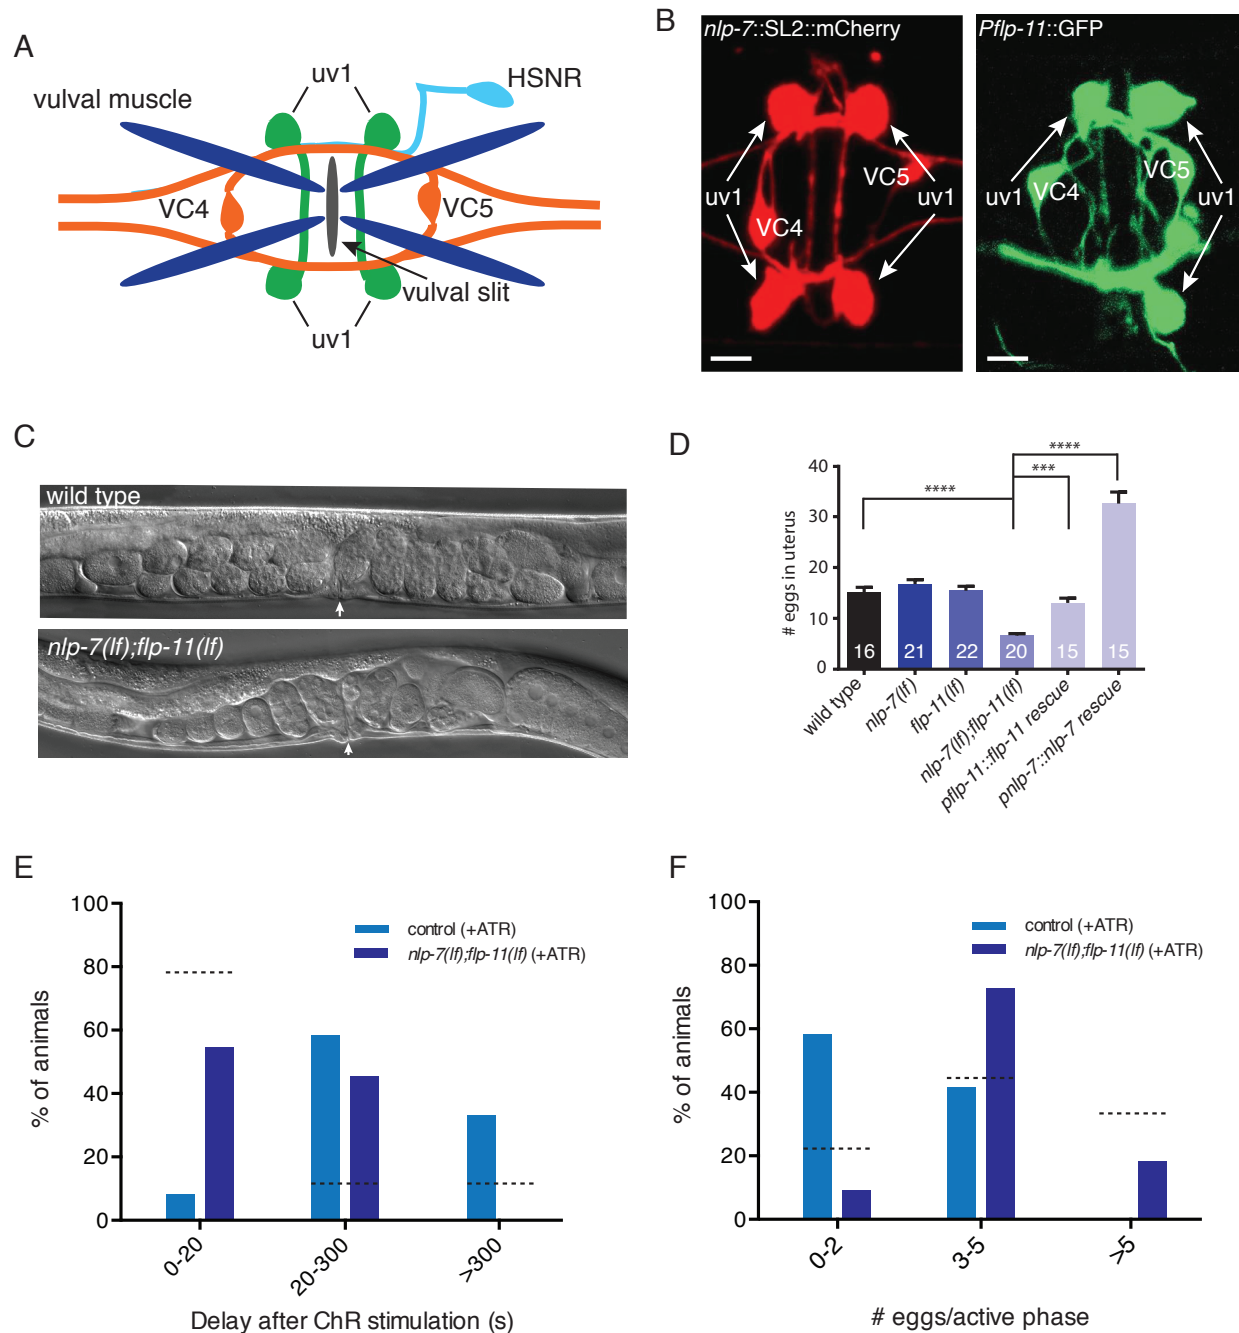 A
uv1
HSNR
vulval muscle
VC4
VC5
vulval slit
uv1
B
nlp-7::SL2::mCherry
Pflp-11::GFP
VC5
uv1
uv1
VC4
VC5
uv1
VC4
uv1
C
wild type
nlp-7(lf);flp-11(lf)
D
****
***
****
# eggs in uterus
40
30
20
10
0
16
21
22
20
15
15
wild type
nlp-7(lf)
flp-11(lf)
nlp-7(lf);flp-11(lf)
pflp-11::flp-11 rescue
pnlp-7::nlp-7 rescue
E
% of animals
100
80
60
40
20
0
control (+ATR)
nlp-7(lf);flp-11(lf) (+ATR)
0-20
20-300
>300
Delay after ChR stimulation (s)
F
% of animals
100
80
60
40
20
0
control (+ATR)
nlp-7(lf);flp-11(lf) (+ATR)
0-2
3-5
>5
# eggs/active phase